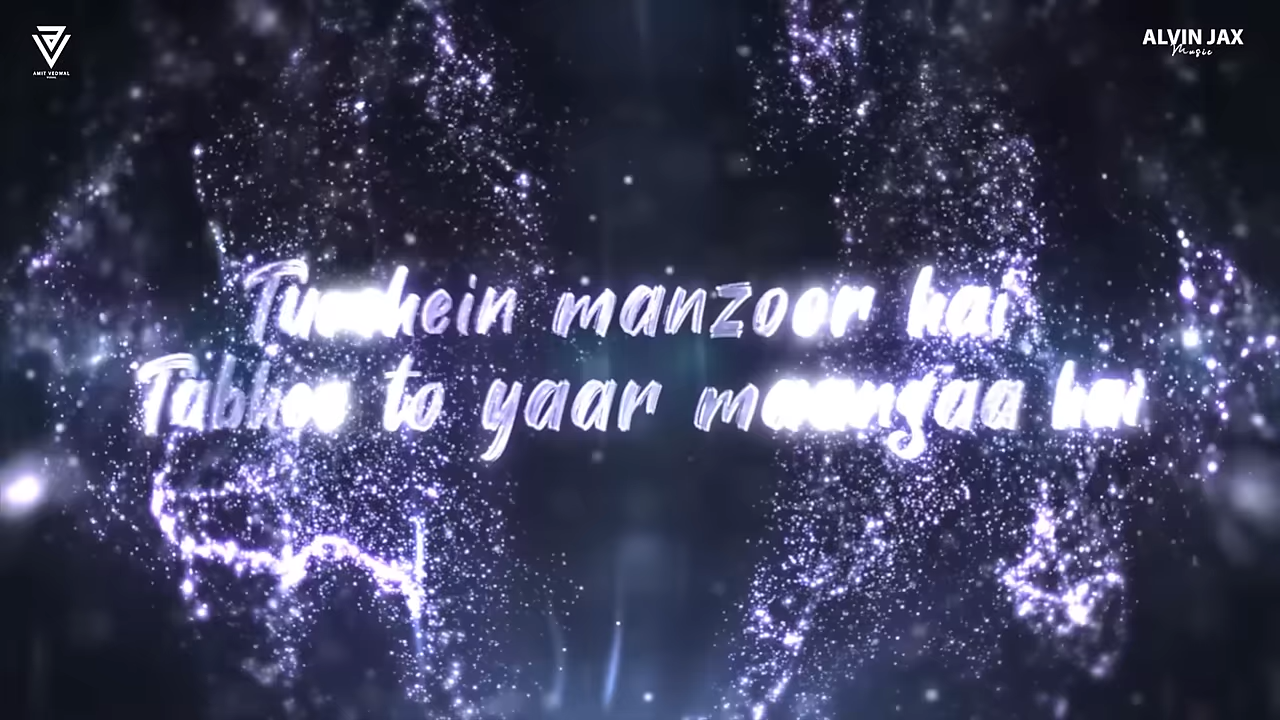 AMIT VEDWAL
ALVIN JAX
Music
Tumhein manzoor hai
Tabhee to yaar maangaa hai